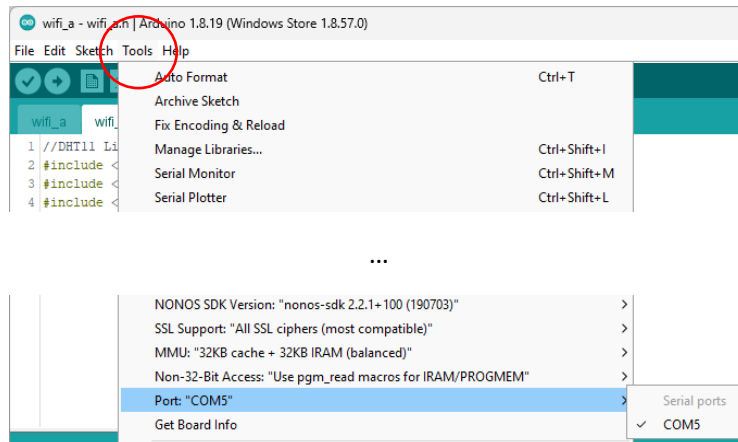 wifi_a - wifi_a.h | Arduino 1.8.19 (Windows Store 1.8.57.0)
File Edit Sketch Tools Help
Auto Format Ctrl+T
Archive Sketch
wifi_a wifi_
Fix Encoding & Reload
1 //DHT11 Li
Manage Libraries... Ctrl+Shift+I
2 #include <
Serial Monitor Ctrl+Shift+M
3 #include <
4 #include <
Serial Plotter Ctrl+Shift+L
...
NONOS SDK Version: "nonos-sdk 2.2.1+100 (190703)" >
SSL Support: "All SSL ciphers (most compatible)" >
MMU: "32KB cache + 32KB IRAM (balanced)" >
Non-32-Bit Access: "Use pgm_read macros for IRAM/PROGMEM" >
Port: "COM5" >
Serial ports
Get Board Info
✓ COM5